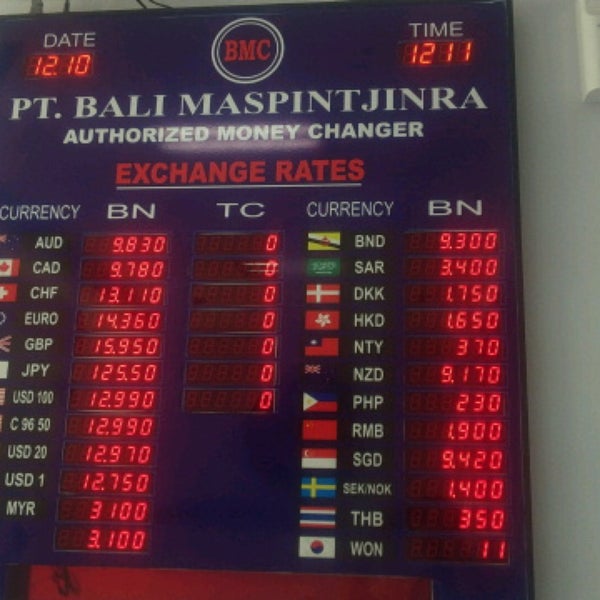 DATE BMC TIME
12.10 12 11
PT. BALI MASPINTJINRA
AUTHORIZED MONEY CHANGER
EXCHANGE RATES
CURRENCY BN TC CURRENCY BN
AUD 9.830 0 BND 9.300
CAD 9.780 0 SAR 3.400
CHF 13.110 0 DKK 1.750
EURO 14.360 0 HKD 1.650
GBP 15.950 0 NTY 370
JPY 125.50 0 NZD 9.170
USD 100 12.990 0 PHP 230
C 96 50 12.990 RMB 1.900
USD 20 12.970 SGD 9.420
USD 1 12.750 SEK/NOK 1.400
MYR 3100 THB 350
3.100 WON 11